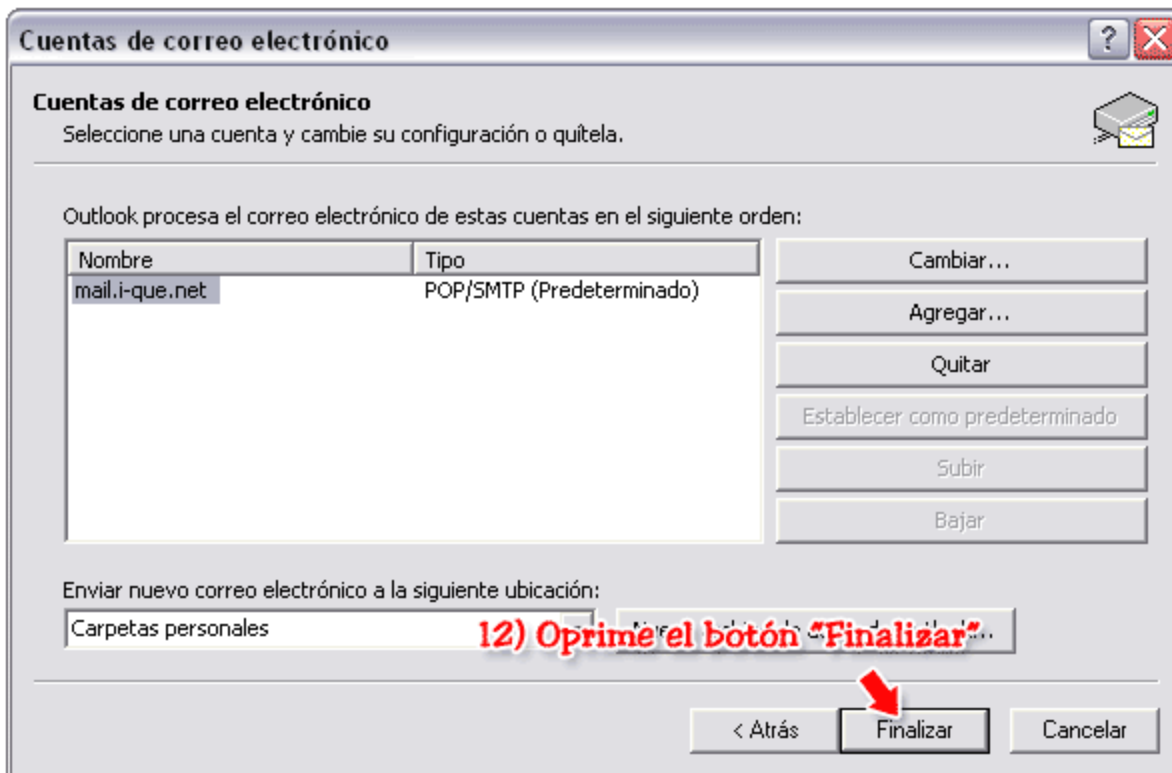 Cuentas de correo electrónico
?
Cuentas de correo electrónico
Seleccione una cuenta y cambie su configuración o quítela.
Outlook procesa el correo electrónico de estas cuentas en el siguiente orden:
Nombre Tipo
mail.i-que.net POP/SMTP (Predeterminado)
Cambiar...
Agregar...
Quitar
Establecer como predeterminado
Subir
Bajar
Enviar nuevo correo electrónico a la siguiente ubicación:
Carpetas personales
12) Oprime el botón "Finalizar"
< Atrás Finalizar Cancelar